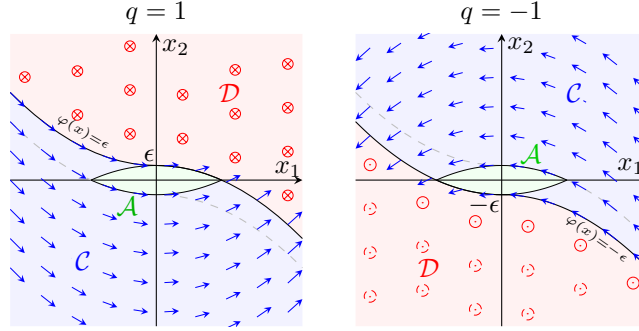 q = 1
x₂
𝒟
φ(x)=ϵ
ϵ
x₁
𝒜
𝒞
q = −1
x₂
𝒞
𝒜
x₁
−ϵ
φ(x)=−ϵ
𝒟